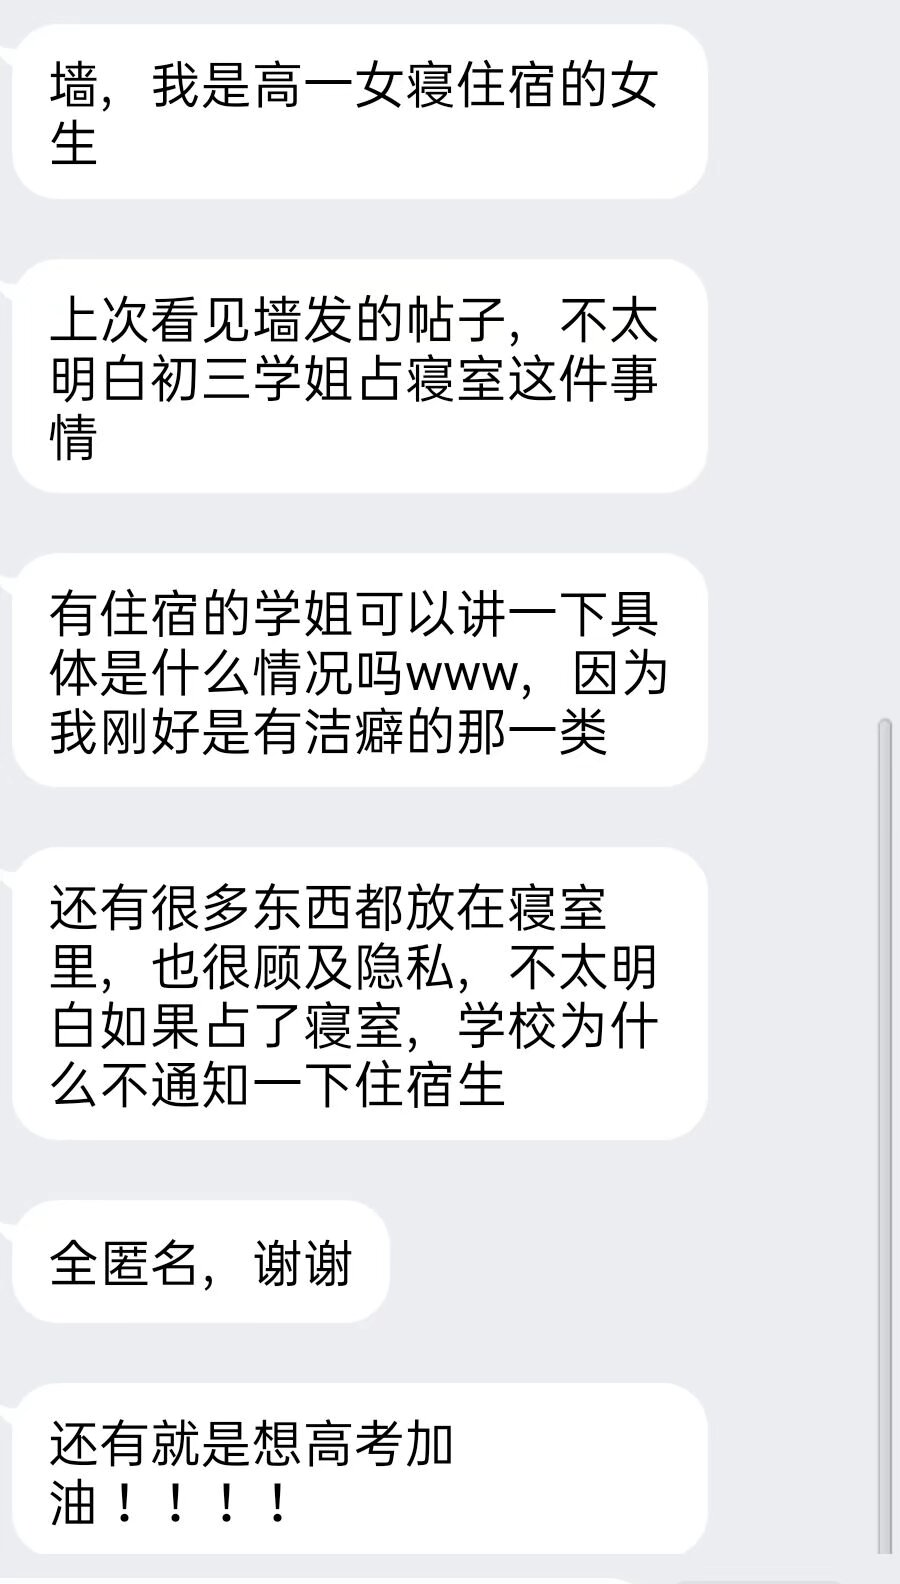 墙，我是高一女寝住宿的女
生
上次看见墙发的帖子，不太
明白初三学姐占寝室这件事
情
有住宿的学姐可以讲一下具
体是什么情况吗www，因为
我刚好是有洁癖的那一类
还有很多东西都放在寝室
里，也很顾及隐私，不太明
白如果占了寝室，学校为什
么不通知一下住宿生
全匿名，谢谢
还有就是想高考加
油！！！！